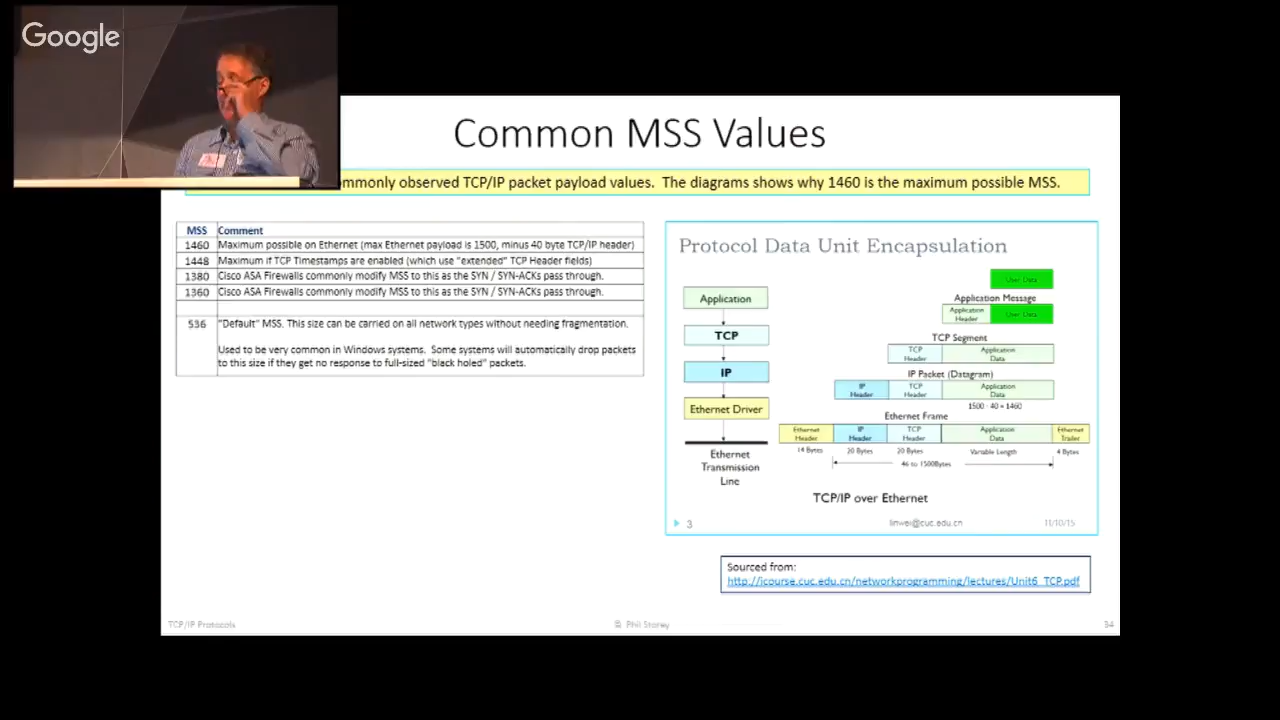 Google
Common MSS Values
ommonly observed TCP/IP packet payload values. The diagrams shows why 1460 is the maximum possible MSS.
MSS Comment
1460 Maximum possible on Ethernet (max Ethernet payload is 1500, minus 40 byte TCP/IP header)
1448 Maximum if TCP Timestamps are enabled (which use "extended" TCP Header fields)
1380 Cisco ASA Firewalls commonly modify MSS to this as the SYN / SYN-ACKs pass through.
1360 Cisco ASA Firewalls commonly modify MSS to this as the SYN / SYN-ACKs pass through.
536 "Default" MSS. This size can be carried on all network types without needing fragmentation.
Used to be very common in Windows systems. Some systems will automatically drop packets
to this size if they get no response to full-sized "black holed" packets.
Protocol Data Unit Encapsulation
Application
TCP
IP
Ethernet Driver
Ethernet
Transmission
Line
User Data
Application Message
Application
Header
User Data
TCP Segment
TCP
Header
Application
Data
IP Packet (Datagram)
IP
Header
TCP
Header
Application
Data
1500 - 40 = 1460
Ethernet Frame
Ethernet
Header
IP
Header
TCP
Header
Application
Data
Ethernet
Trailer
14 Bytes
20 Bytes
20 Bytes
Variable Length
4 Bytes
46 to 1500Bytes
TCP/IP over Ethernet
3
linwei@cuc.edu.cn
11/10/15
Sourced from:
http://icourse.cuc.edu.cn/networkprogramming/lectures/Unit6_TCP.pdf
TCP/IP Protocols
© Phil Storey
34